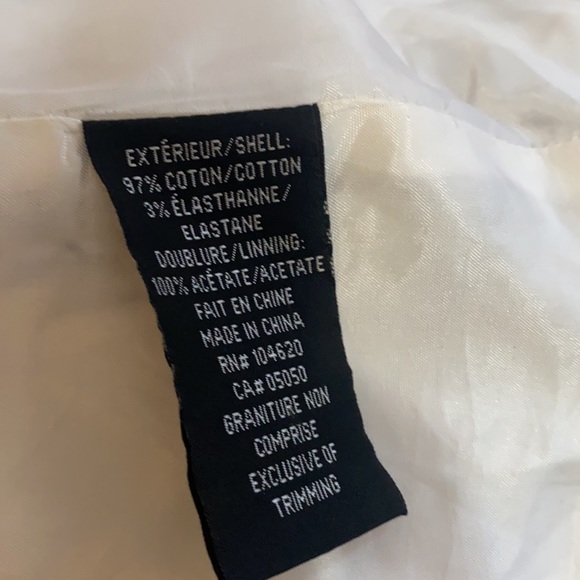 EXTÉRIEUR/SHELL:
97% COTON/COTTON
3% ÉLASTHANNE/
ELASTANE
DOUBLURE/LINNING:
100% ACÉTATE/ACETATE
FAIT EN CHINE
MADE IN CHINA
RN# 104620
CA# 05050
GRANITURE NON
COMPRISE
EXCLUSIVE OF
TRIMMING